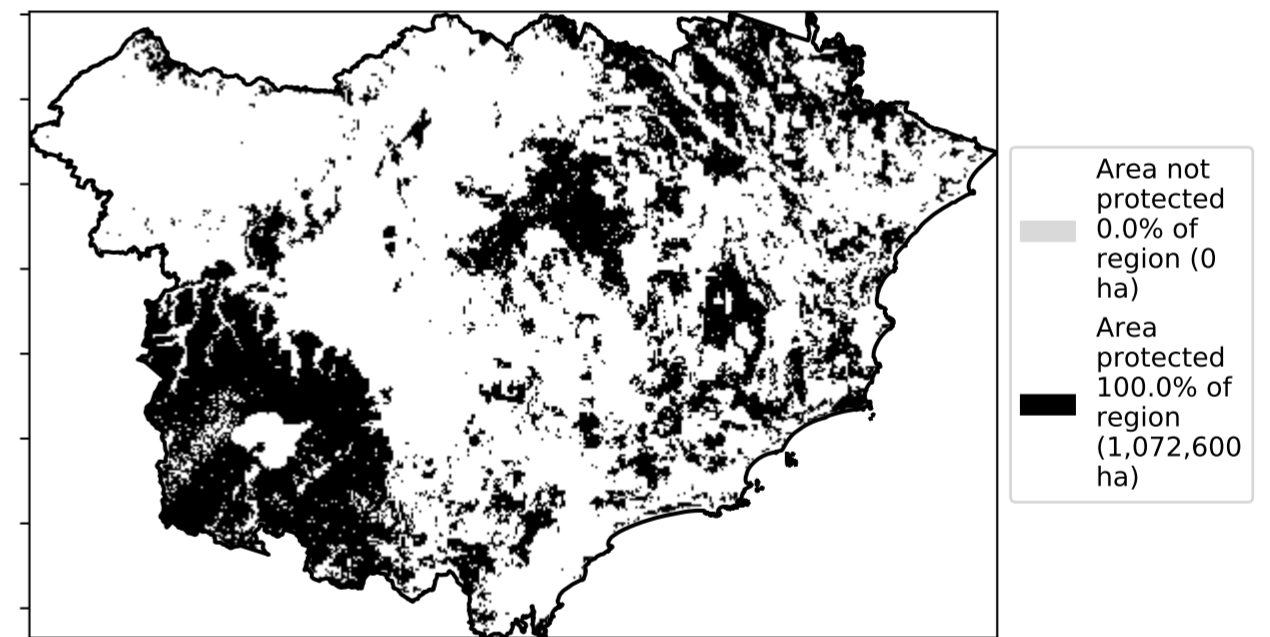 Area not
protected
0.0% of
region (0
ha)
Area
protected
100.0% of
region
(1,072,600
ha)